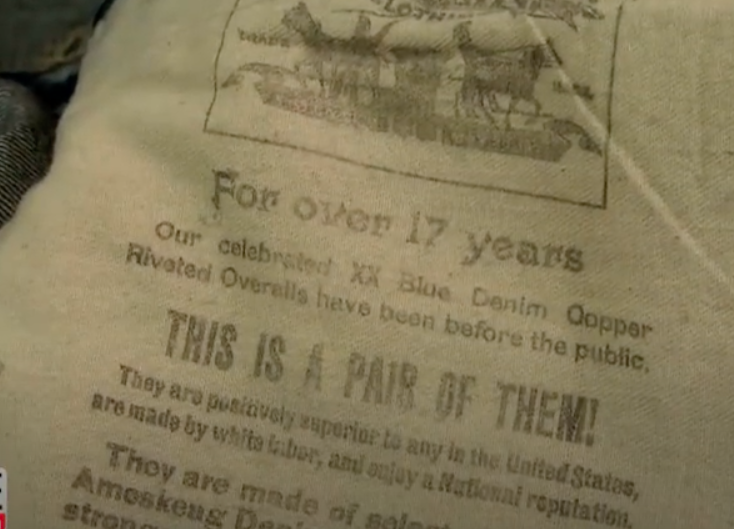 For over 17 years
Our celebrated XX Blue Denim Copper
Riveted Overalls have been before the public.
THIS IS A PAIR OF THEM!
They are positively superior to any in the United States,
are made by white labor, and enjoy a National reputation.
They are made of
Amoskeag